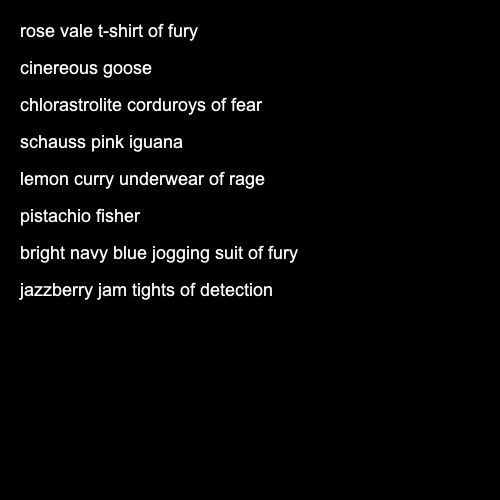 rose vale t-shirt of fury
cinereous goose
chlorastrolite corduroys of fear
schauss pink iguana
lemon curry underwear of rage
pistachio fisher
bright navy blue jogging suit of fury
jazzberry jam tights of detection